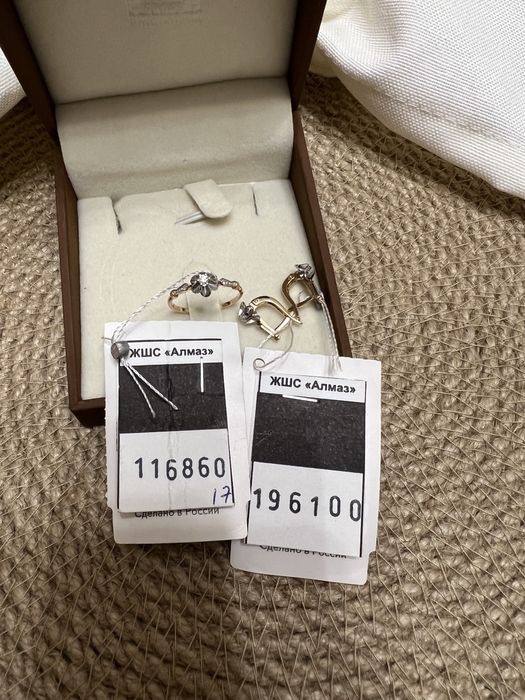 ЖШС «Алмаз»
116860
17
Сделано в России
ЖШС «Алмаз»
196100
Сделано в России